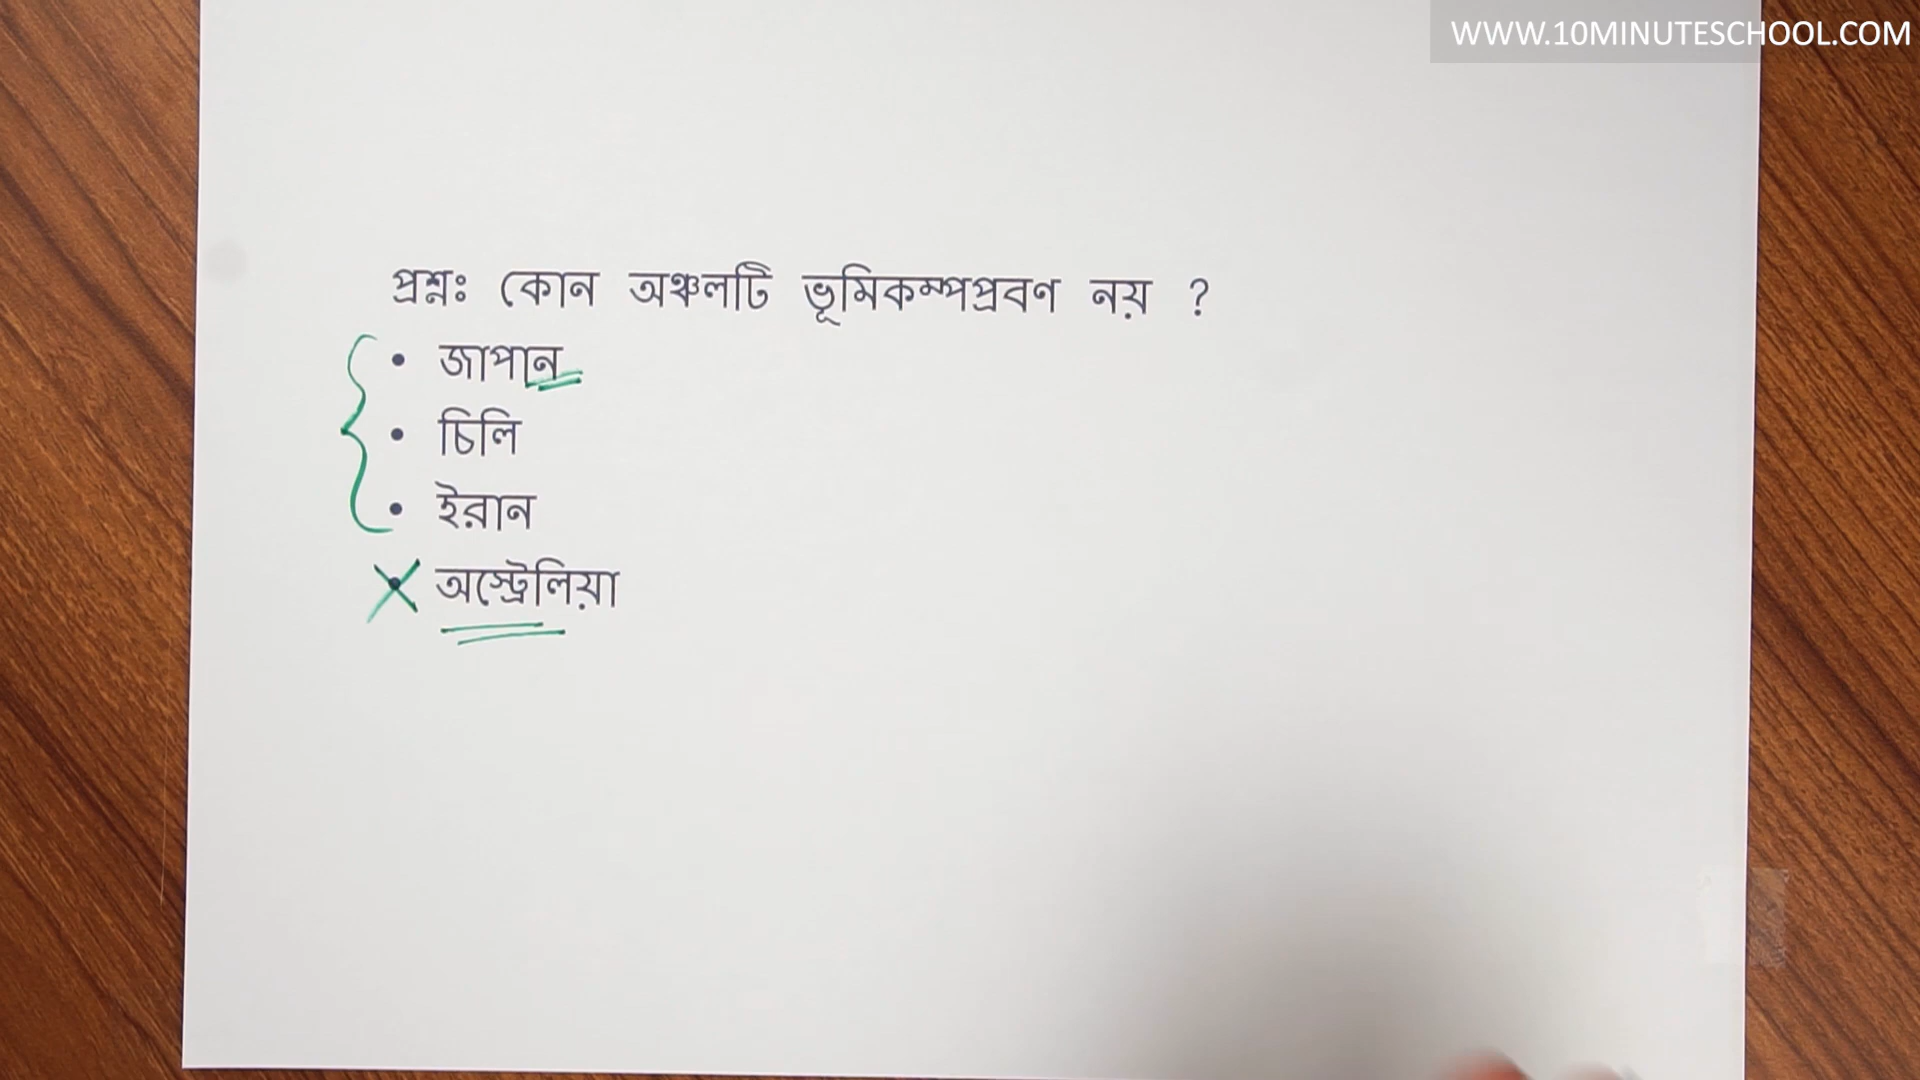 WWW.10MINUTESCHOOL.COM
প্রশ্নঃ কোন অঞ্চলটি ভূমিকম্পপ্রবণ নয় ?
• জাপান
• চিলি
• ইরান
• অস্ট্রেলিয়া